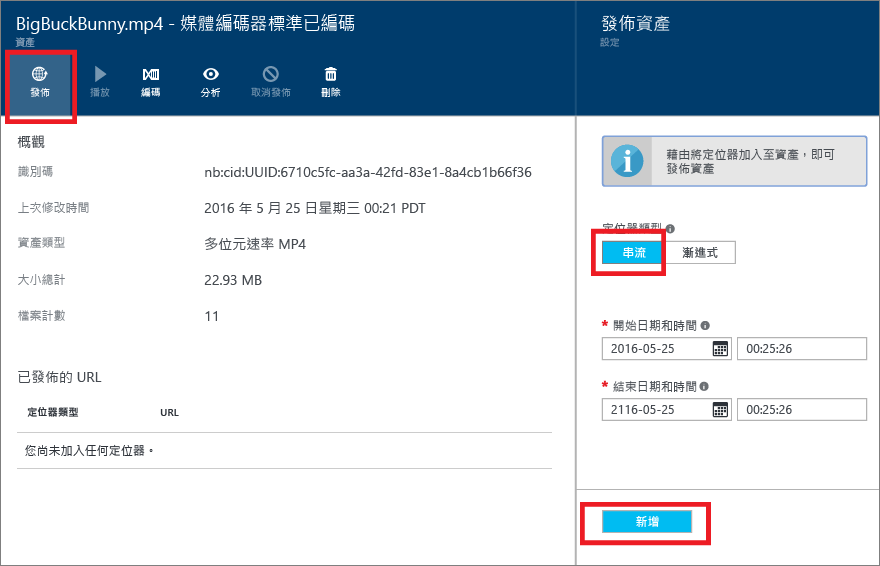 BigBuckBunny.mp4 - 媒體編碼器標準已編碼
資產
發佈 播放 編碼 分析 取消發佈 刪除
概觀
識別碼 nb:cid:UUID:6710c5fc-aa3a-42fd-83e1-8a4cb1b66f36
上次修改時間 2016 年 5 月 25 日星期三 00:21 PDT
資產類型 多位元速率 MP4
大小總計 22.93 MB
檔案計數 11
已發佈的 URL
定位器類型 URL
您尚未加入任何定位器。
發佈資產
設定
藉由將定位器加入至資產，即可
發佈資產
定位器類型
串流 漸進式
* 開始日期和時間
2016-05-25 00:25:26
* 結束日期和時間
2116-05-25 00:25:26
新增